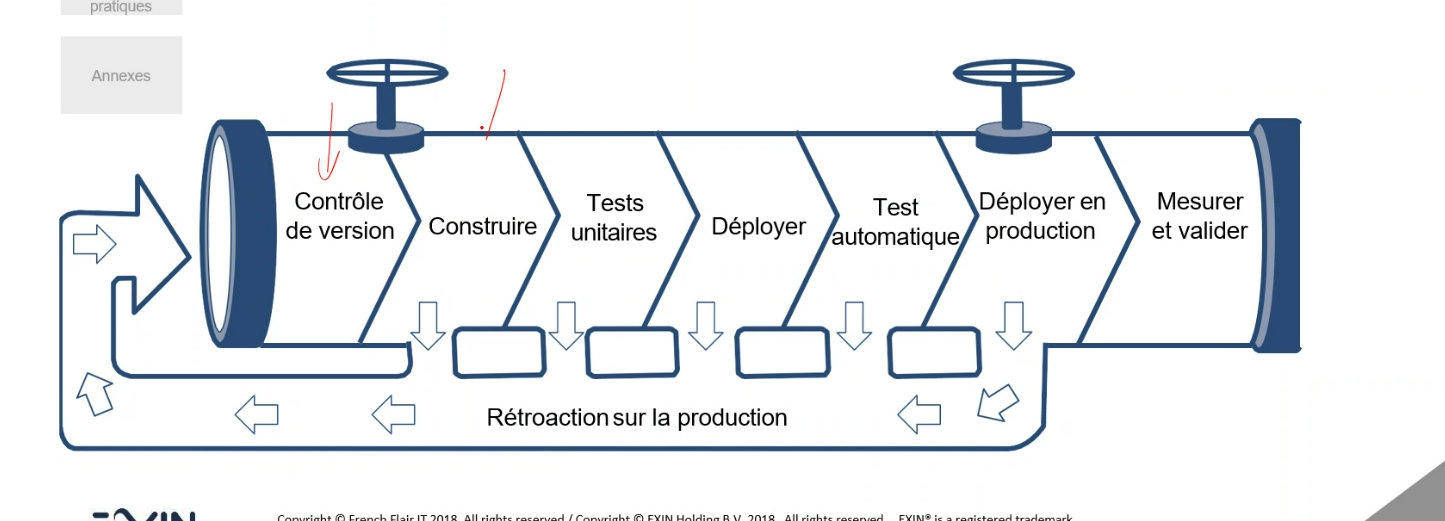 pratiques
Annexes
Contrôle
de version
Construire
Tests
unitaires
Déployer
Test
automatique
Déployer en
production
Mesurer
et valider
Rétroaction sur la production
EXIN
Copyright © French Flair IT 2018. All rights reserved / Copyright © EXIN Holding B.V. 2018. All rights reserved. EXIN® is a registered trademark